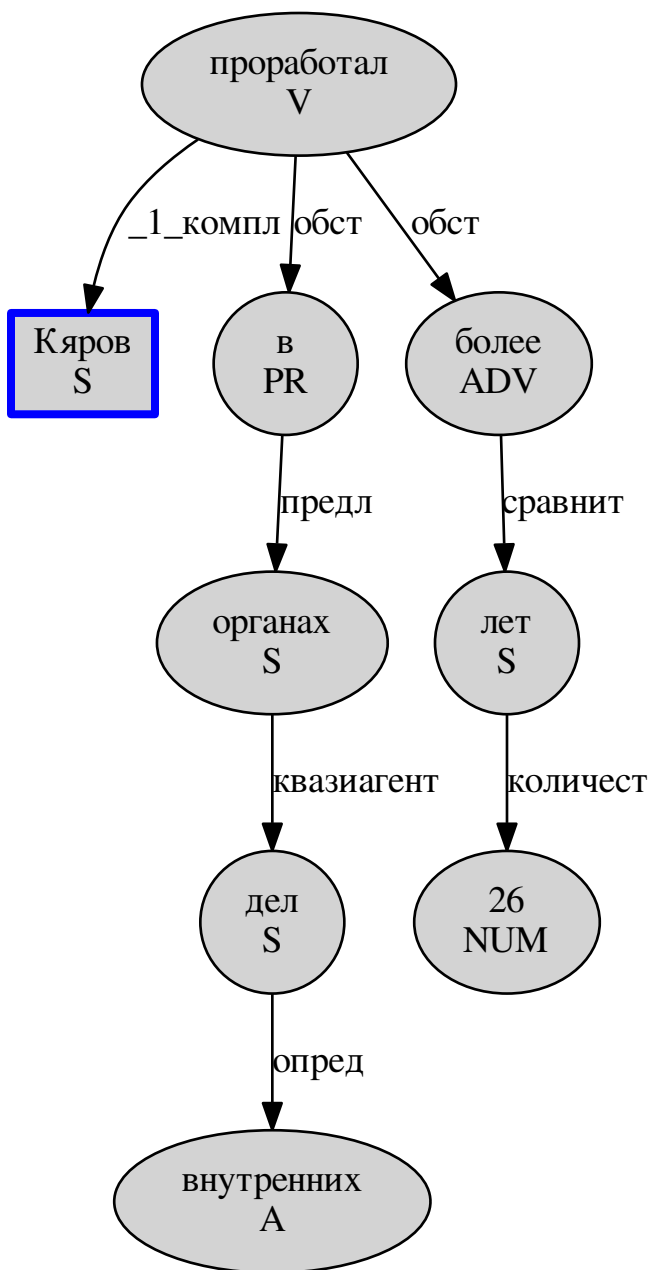 проработал
V
_1_компл
обст
обст
Кяров
S
в
PR
более
ADV
предл
сравнит
органах
S
лет
S
квазиагент
количест
дел
S
26
NUM
опред
внутренних
A